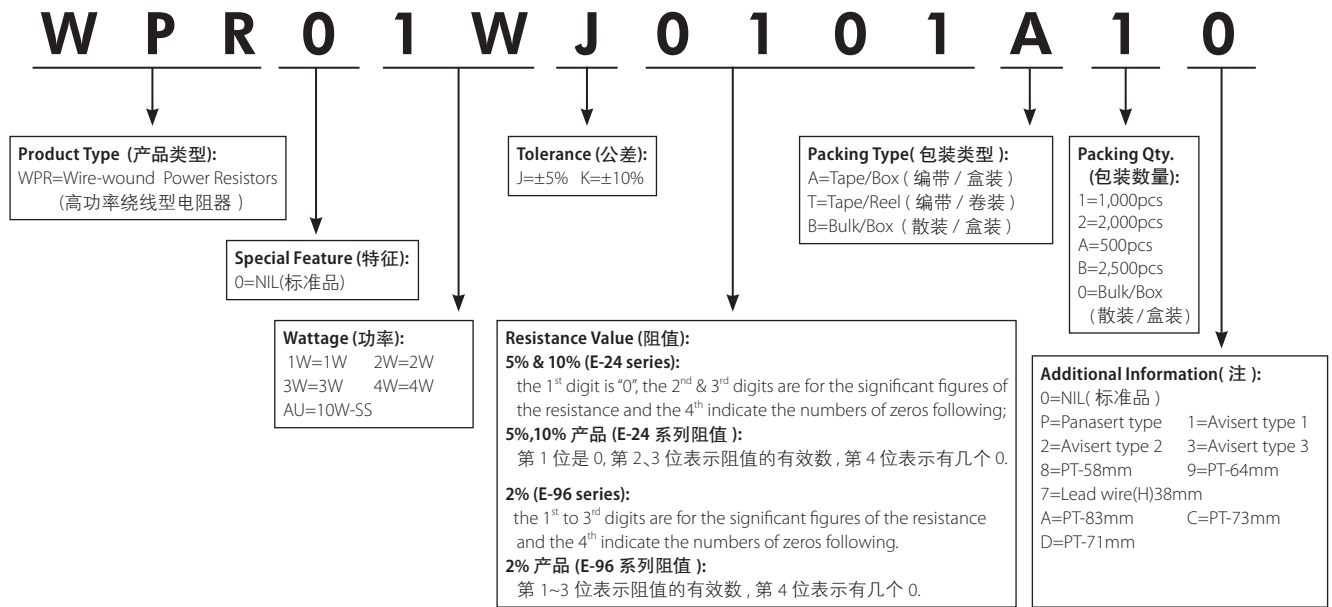 W P R 0 1 W J 0 1 0 1 A 1 0
Product Type (产品类型):
WPR=Wire-wound Power Resistors
(高功率绕线型电阻器)
Special Feature (特征):
0=NIL(标准品)
Wattage (功率):
1W=1W 2W=2W
3W=3W 4W=4W
AU=10W-SS
Tolerance (公差):
J=±5% K=±10%
Resistance Value (阻值):
5% & 10% (E-24 series):
the 1st digit is “0”, the 2nd & 3rd digits are for the significant figures of
the resistance and the 4th indicate the numbers of zeros following;
5%,10% 产品 (E-24 系列阻值):
第 1 位是 0, 第 2、3 位表示阻值的有效数, 第 4 位表示有几个 0.
2% (E-96 series):
the 1st to 3rd digits are for the significant figures of the resistance
and the 4th indicate the numbers of zeros following.
2% 产品 (E-96 系列阻值):
第 1~3 位表示阻值的有效数, 第 4 位表示有几个 0.
Packing Type( 包装类型 ):
A=Tape/Box ( 编带 / 盒装 )
T=Tape/Reel ( 编带 / 卷装 )
B=Bulk/Box ( 散装 / 盒装 )
Packing Qty.
(包装数量):
1=1,000pcs
2=2,000pcs
A=500pcs
B=2,500pcs
0=Bulk/Box
(散装 / 盒装)
Additional Information( 注 ):
0=NIL( 标准品 )
P=Panasert type 1=Avisert type 1
2=Avisert type 2 3=Avisert type 3
8=PT-58mm 9=PT-64mm
7=Lead wire(H)38mm
A=PT-83mm C=PT-73mm
D=PT-71mm